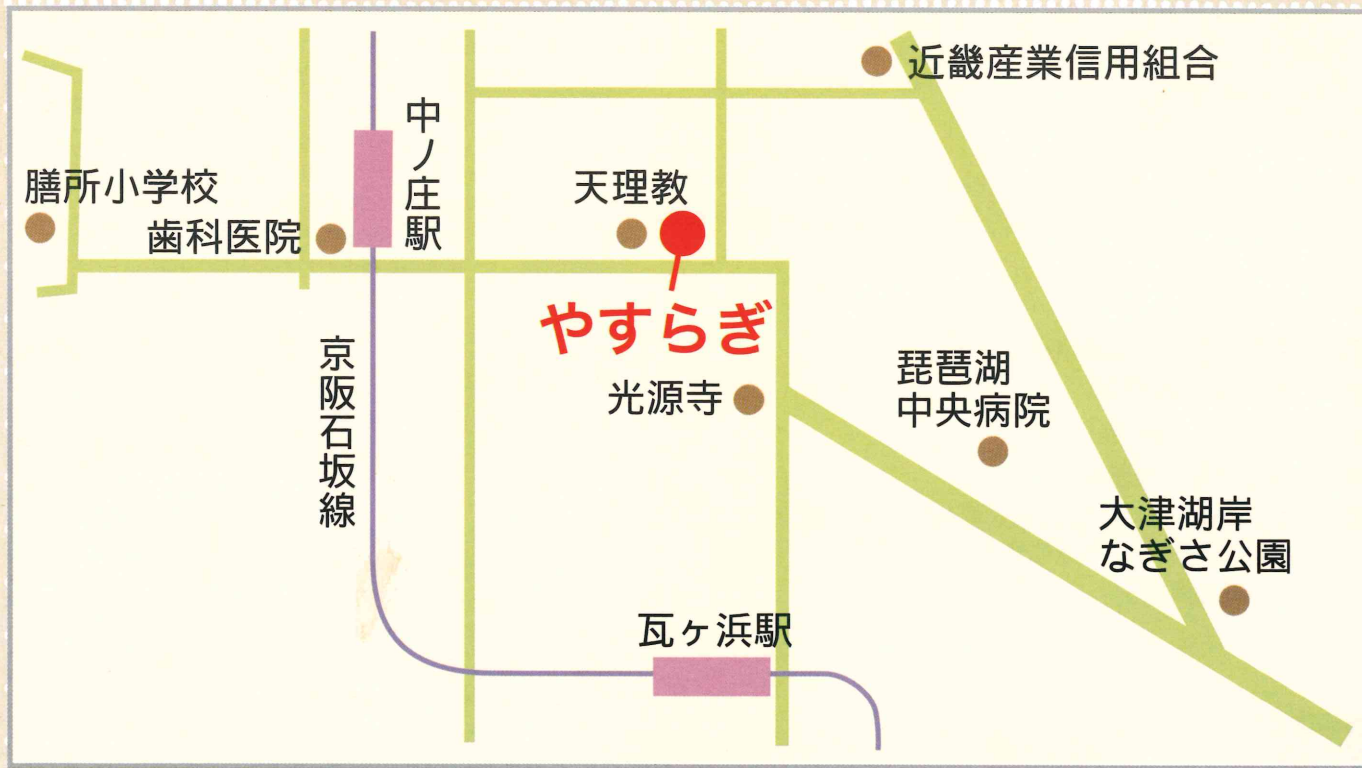 近畿産業信用組合
中ノ庄駅
膳所小学校
天理教
歯科医院
やすらぎ
京阪石坂線
琵琶湖
中央病院
光源寺
大津湖岸
なぎさ公園
瓦ヶ浜駅